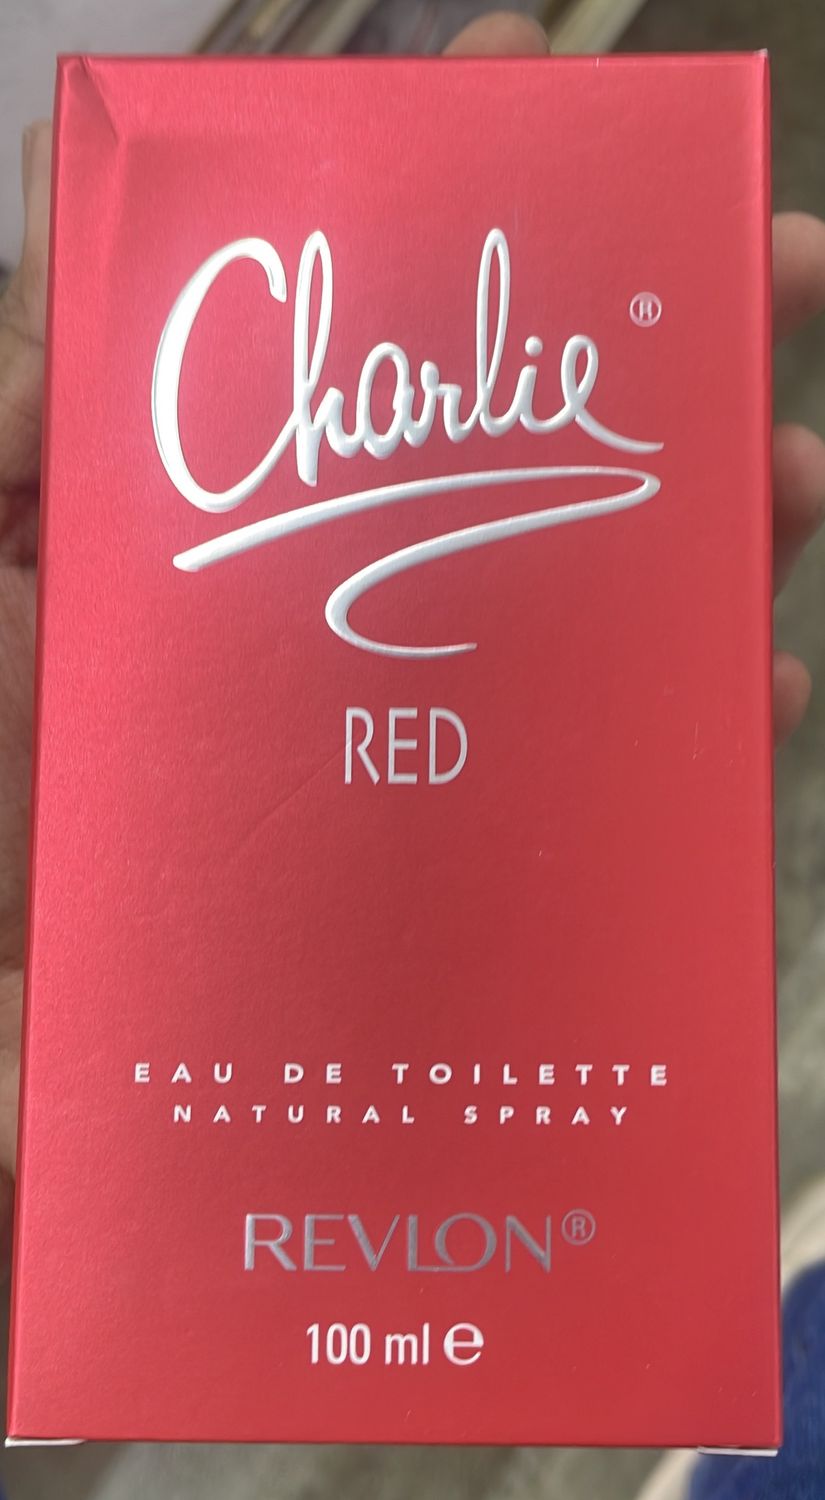 Charlie®
RED
EAU DE TOILETTE
NATURAL SPRAY
REVLON®
100 ml ℮